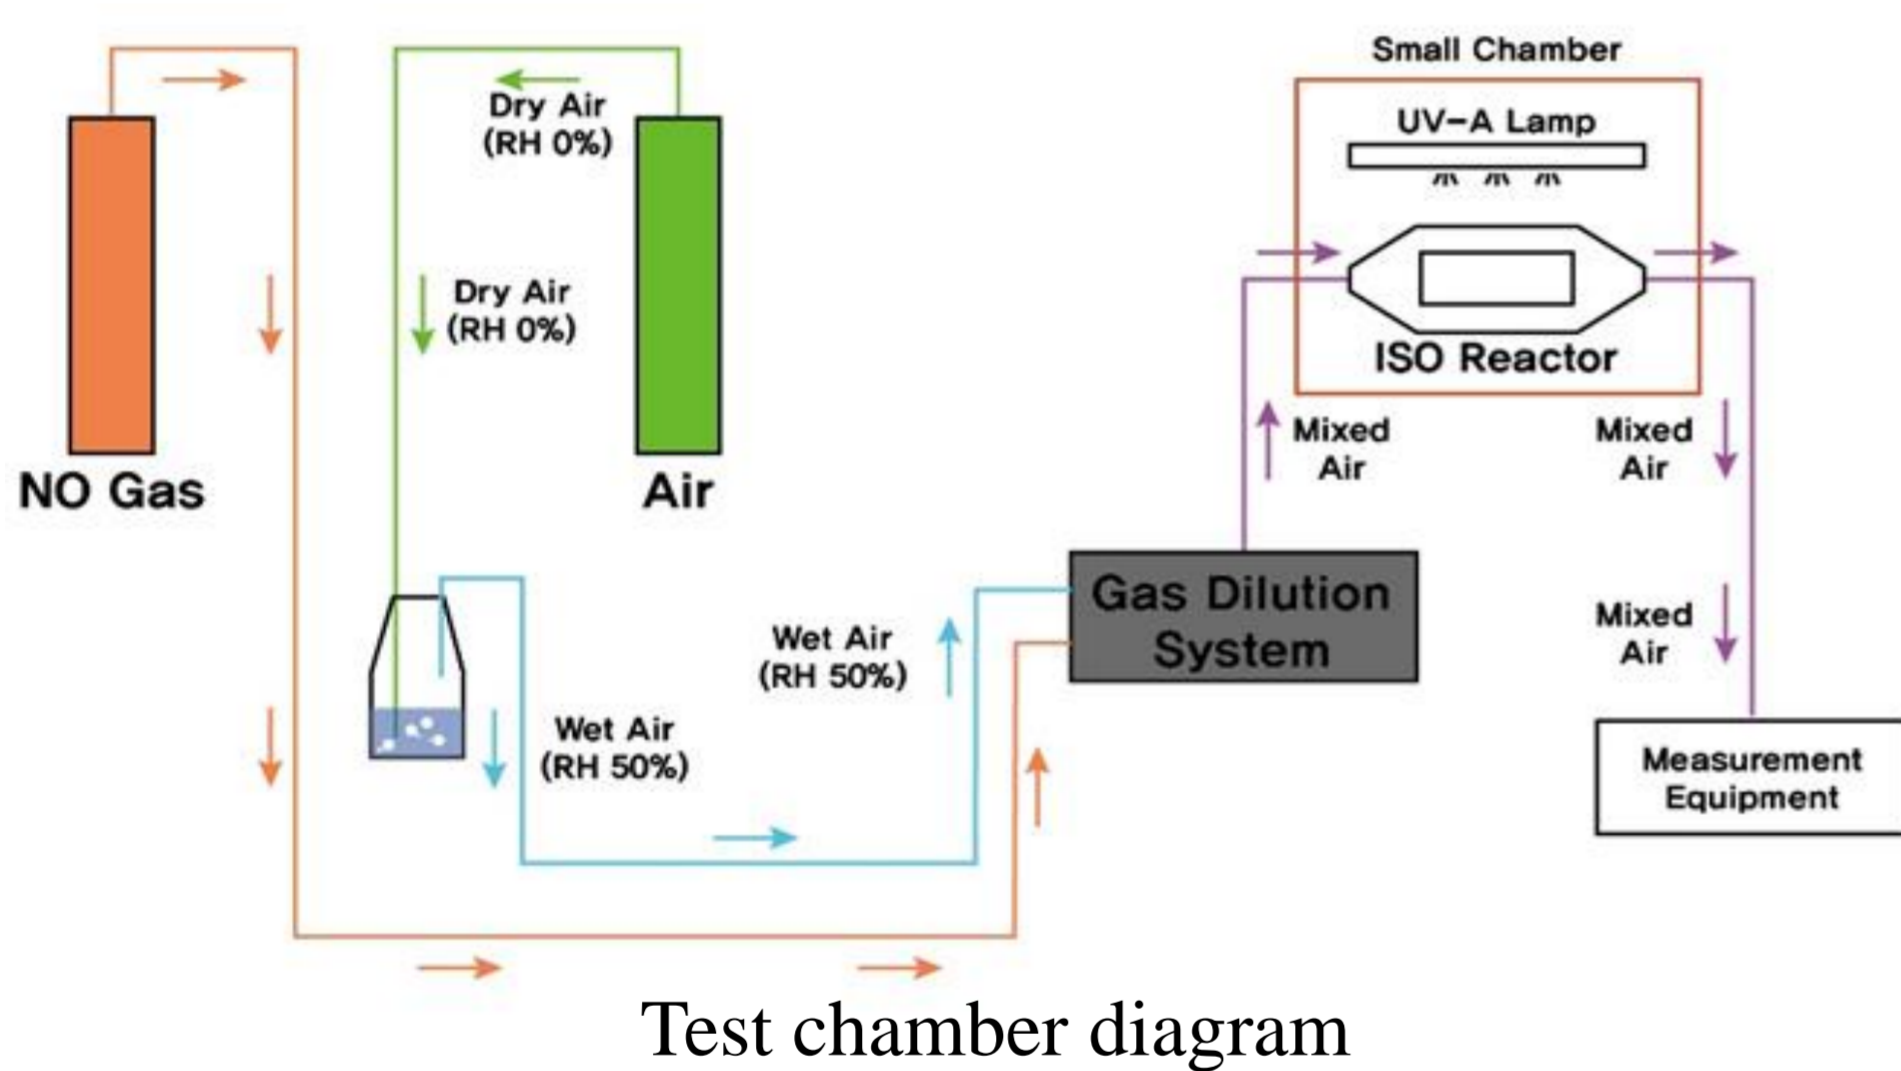 Small Chamber
UV-A Lamp
Dry Air
(RH 0%)
Dry Air
(RH 0%)
ISO Reactor
Mixed
Air
Mixed
Air
NO Gas
Air
Gas Dilution
System
Wet Air
(RH 50%)
Mixed
Air
Wet Air
(RH 50%)
Measurement
Equipment
Test chamber diagram